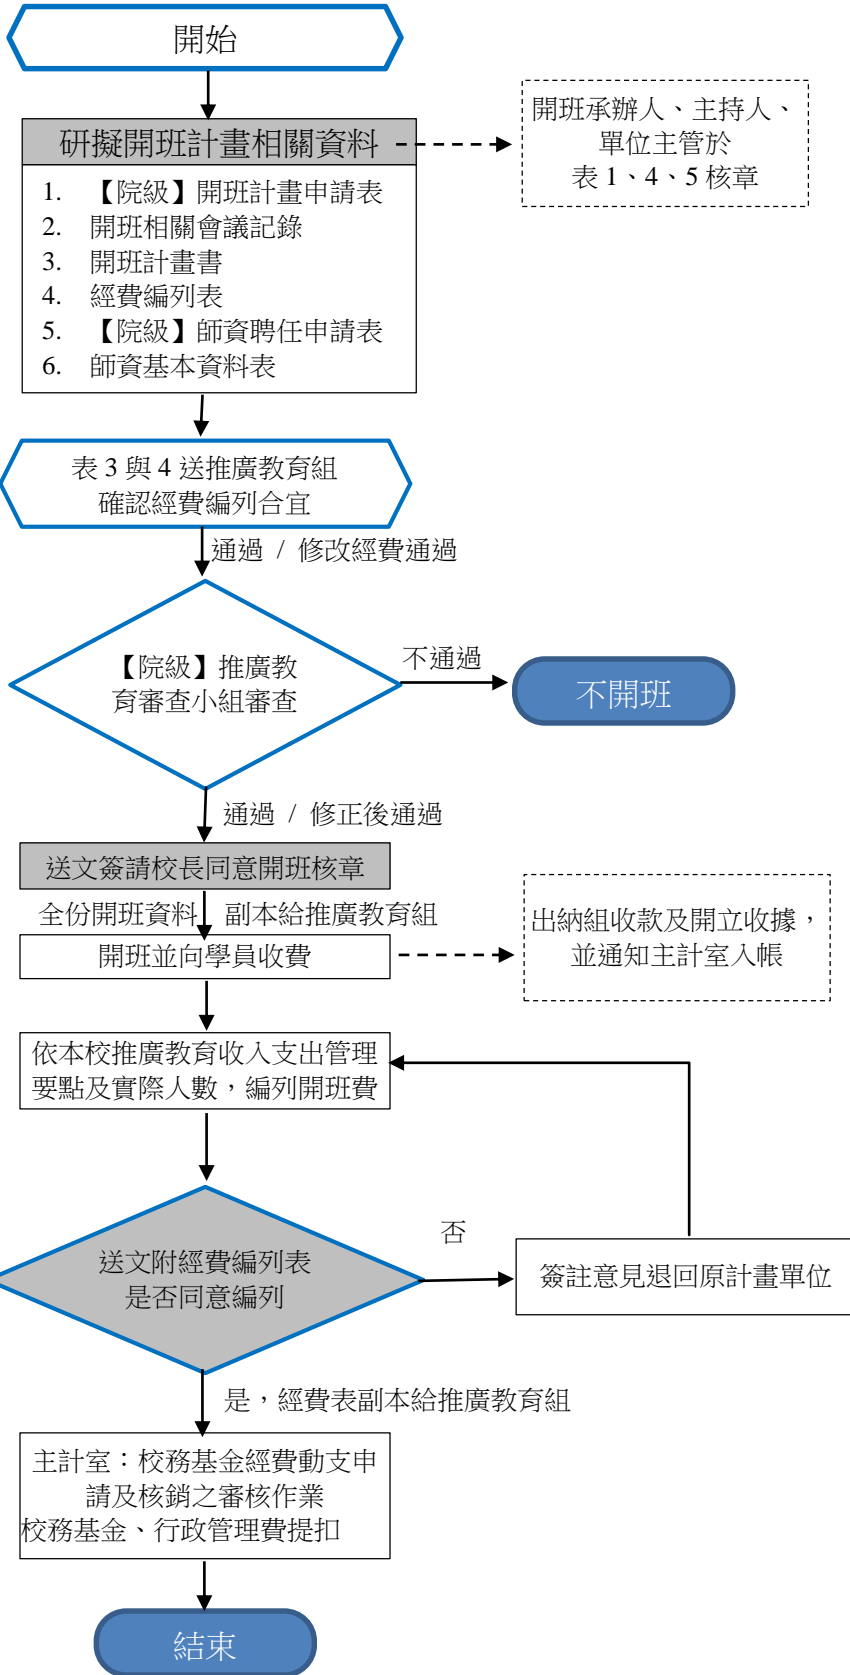 開始
開班承辦人、主持人、
單位主管於
表 1、4、5 核章
研擬開班計畫相關資料
1. 【院級】開班計畫申請表
2. 開班相關會議記錄
3. 開班計畫書
4. 經費編列表
5. 【院級】師資聘任申請表
6. 師資基本資料表
表 3 與 4 送推廣教育組
確認經費編列合宜
通過 / 修改經費通過
【院級】推廣教
育審查小組審查
不通過
不開班
通過 / 修正後通過
送文簽請校長同意開班核章
全份開班資料 副本給推廣教育組
開班並向學員收費
出納組收款及開立收據，
並通知主計室入帳
依本校推廣教育收入支出管理
要點及實際人數，編列開班費
送文附經費編列表
是否同意編列
否
簽註意見退回原計畫單位
是，經費表副本給推廣教育組
主計室：校務基金經費動支申
請及核銷之審核作業
校務基金、行政管理費提扣
結束